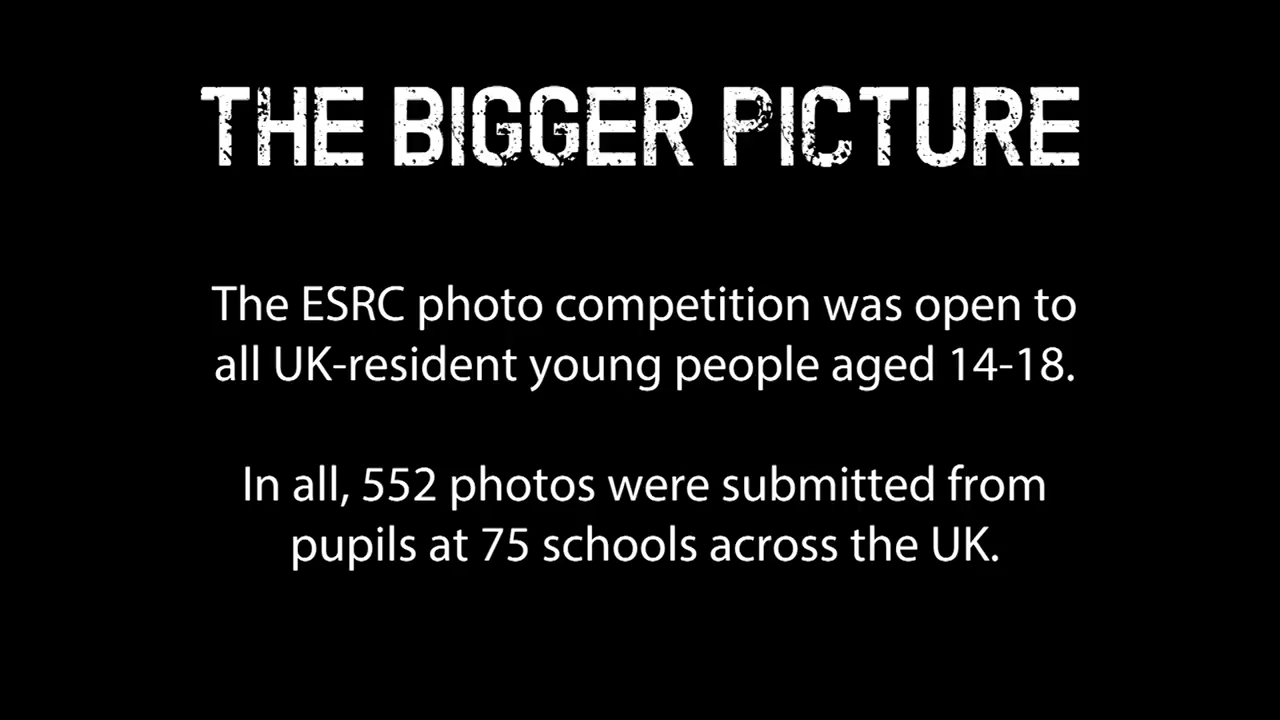 THE BIGGER PICTURE
The ESRC photo competition was open to
all UK-resident young people aged 14-18.
In all, 552 photos were submitted from
pupils at 75 schools across the UK.